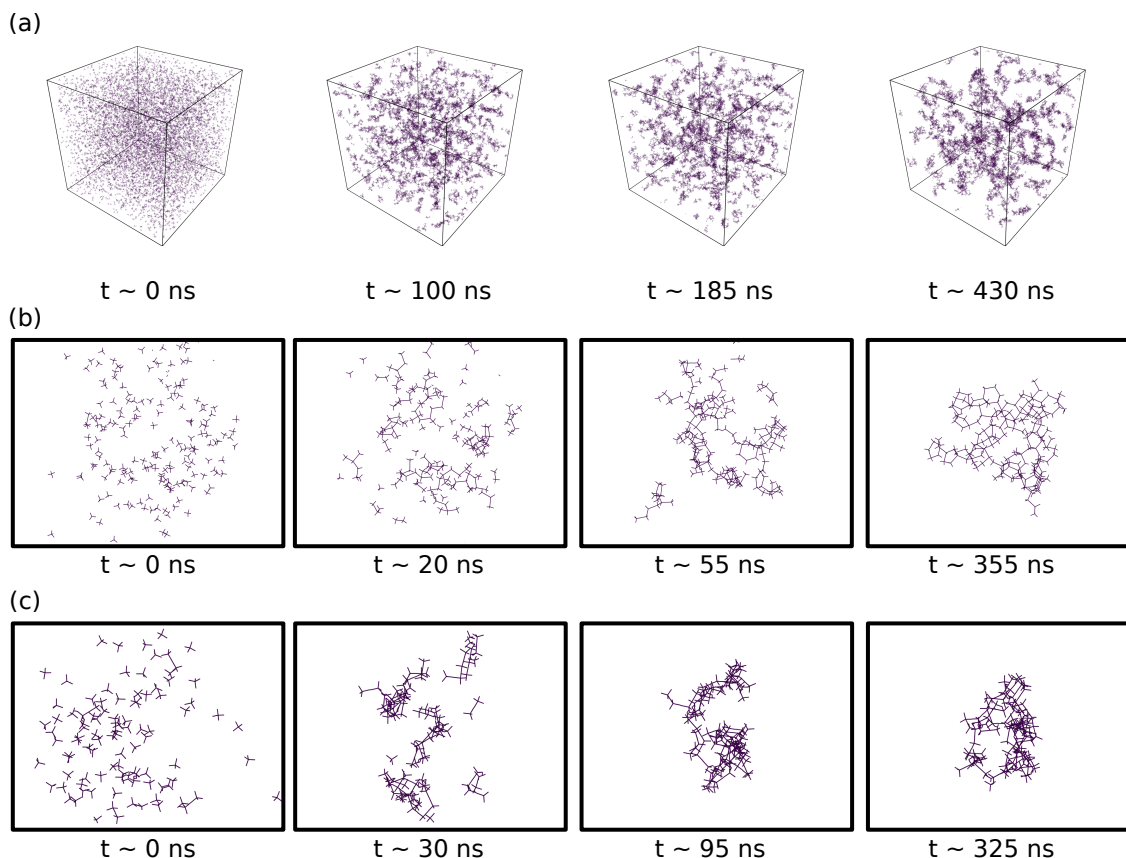 (a)
t ~ 0 ns t ~ 100 ns t ~ 185 ns t ~ 430 ns
(b)
t ~ 0 ns t ~ 20 ns t ~ 55 ns t ~ 355 ns
(c)
t ~ 0 ns t ~ 30 ns t ~ 95 ns t ~ 325 ns